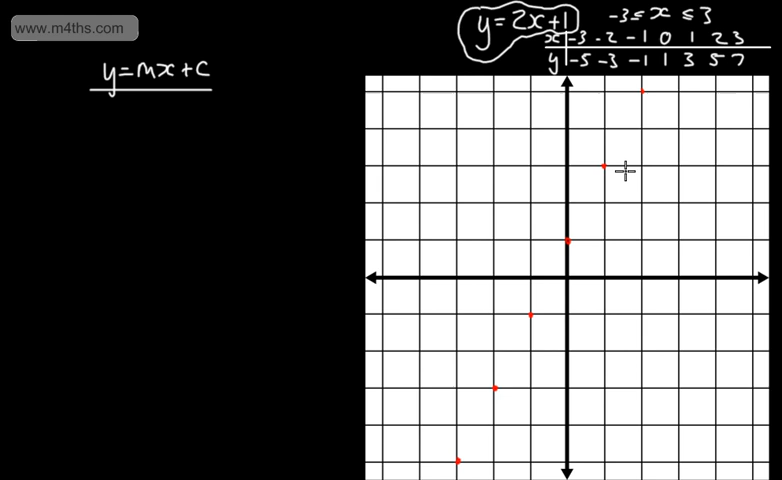 www.m4ths.com
y=2x+1 -3≤x≤3
x -3 -2 -1 0 1 2 3
y -5 -3 -1 1 3 5 7
y=mx+c